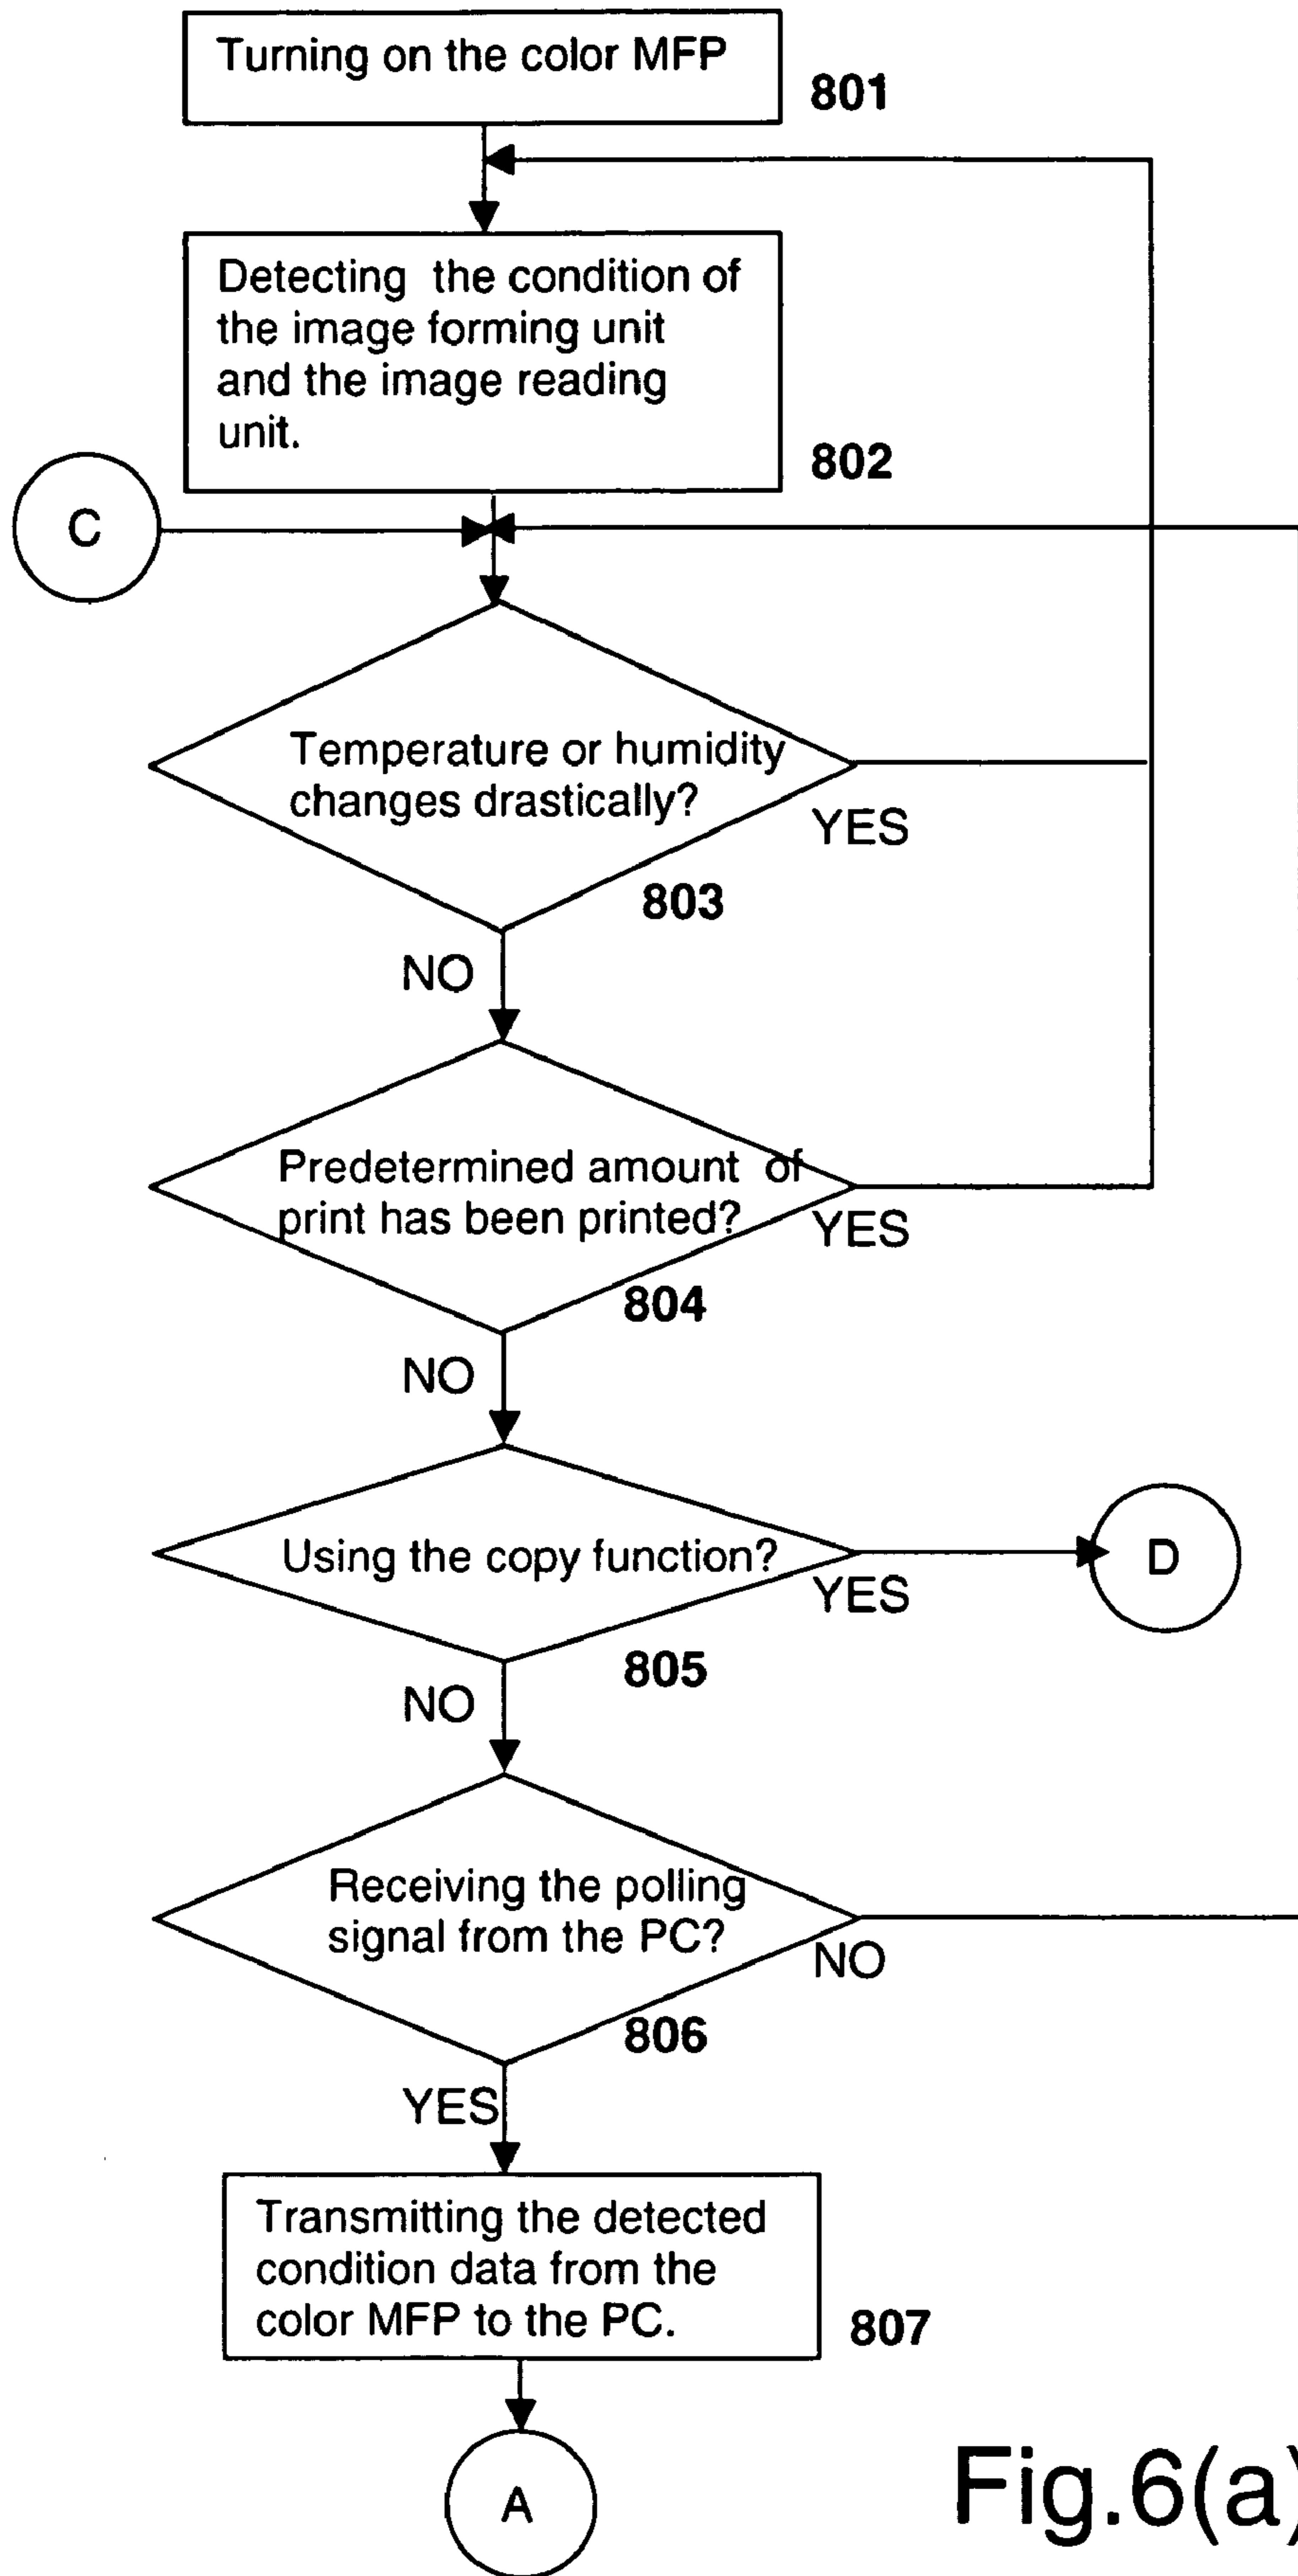 Turning on the color MFP
801
Detecting the condition of
the image forming unit
and the image reading
unit.
802
C
Temperature or humidity
changes drastically?
YES
803
NO
Predetermined amount of
print has been printed?
YES
804
NO
Using the copy function?
YES
D
805
NO
Receiving the polling
signal from the PC?
NO
806
YES
Transmitting the detected
condition data from the
color MFP to the PC.
807
A
Fig.6(a)